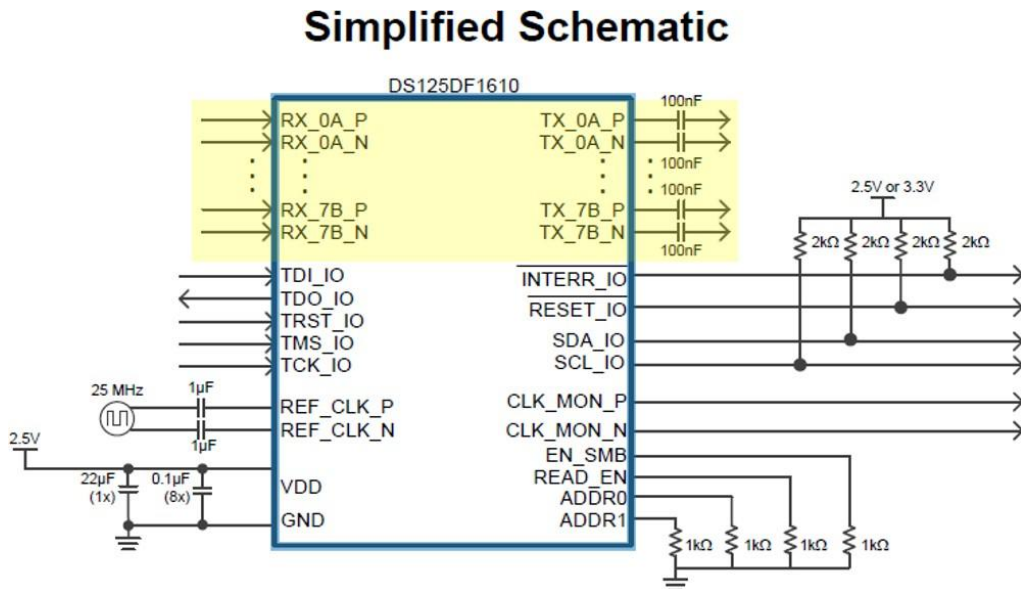 Simplified Schematic
DS125DF1610
RX_0A_P
RX_0A_N
RX_7B_P
RX_7B_N
TDI_IO
TDO_IO
TRST_IO
TMS_IO
TCK_IO
25 MHz
1µF
REF_CLK_P
REF_CLK_N
1µF
2.5V
22µF
(1x)
0.1µF
(8x)
VDD
GND
100nF
TX_0A_P
TX_0A_N
100nF
100nF
TX_7B_P
TX_7B_N
100nF
2.5V or 3.3V
2kΩ 2kΩ 2kΩ 2kΩ
INTERR_IO
RESET_IO
SDA_IO
SCL_IO
CLK_MON_P
CLK_MON_N
EN_SMB
READ_EN
ADDR0
ADDR1
1kΩ 1kΩ 1kΩ 1kΩ